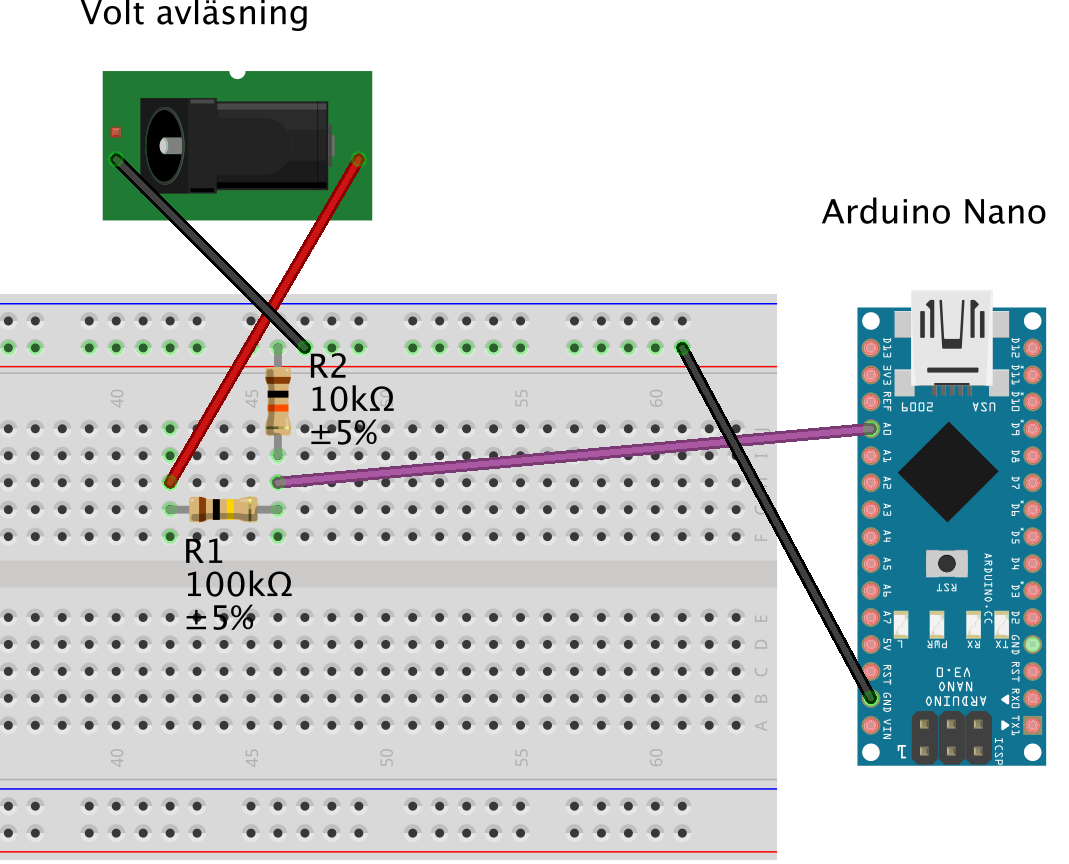 Volt avläsning
Arduino Nano
R2
10kΩ
±5%
R1
100kΩ
±5%
40
45
50
55
60
J
I
G
F
E
D
C
B
A
40
45
50
55
60
D13
3V3
REF
A0
A1
A2
A3
A4
A5
A6
A7
5V
RST
GND
VIN
D12
D11
D10
D9
D8
D7
D6
D5
D4
D3
D2
GND
RST
RX0
TX1
USA
2009
RST
ARDUINO.CC
TX
RX
PWR
L
ARDUINO
NANO
V3.0
ICSP
1